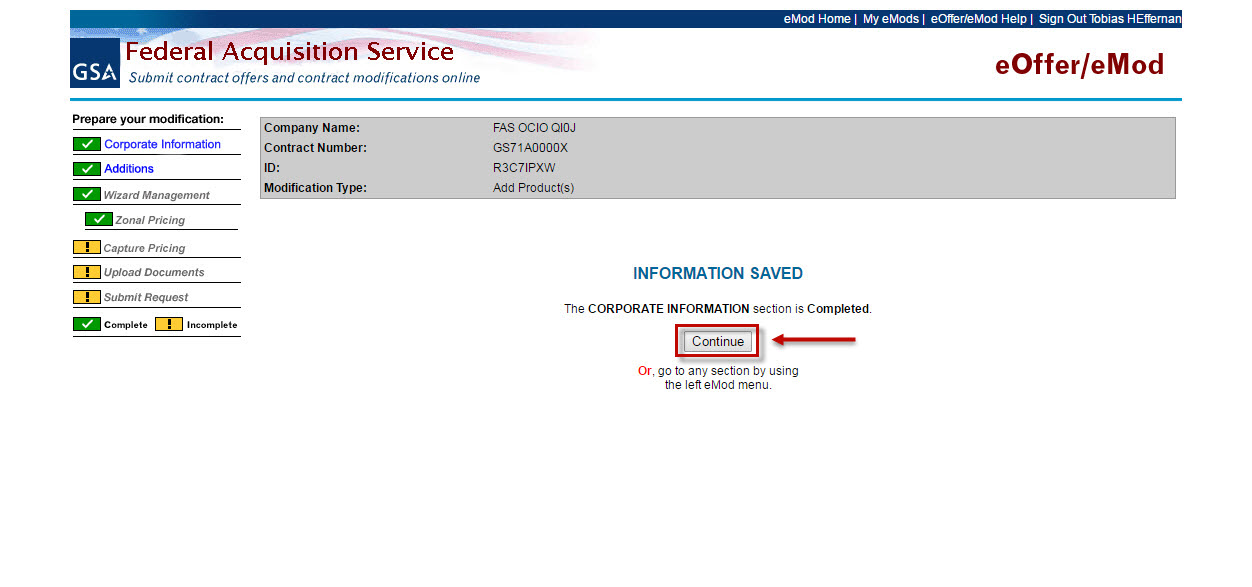 eMod Home | My eMods | eOffer/eMod Help | Sign Out Tobias HEffernan
GSA
Federal Acquisition Service
Submit contract offers and contract modifications online
eOffer/eMod
Prepare your modification:
Corporate Information
Additions
Wizard Management
Zonal Pricing
Capture Pricing
Upload Documents
Submit Request
Complete Incomplete
Company Name: FAS OCIO QI0J
Contract Number: GS71A0000X
ID: R3C7IPXW
Modification Type: Add Product(s)
INFORMATION SAVED
The CORPORATE INFORMATION section is Completed.
Continue
Or, go to any section by using
the left eMod menu.